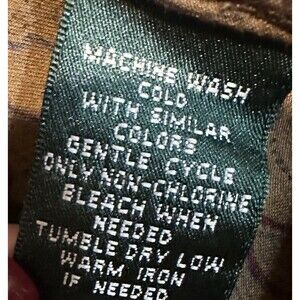 MACHINE WASH
COLD
WITH SIMILAR
COLORS
GENTLE CYCLE
ONLY NON-CHLORINE
BLEACH WHEN
NEEDED
TUMBLE DRY LOW
WARM IRON
IF NEEDED